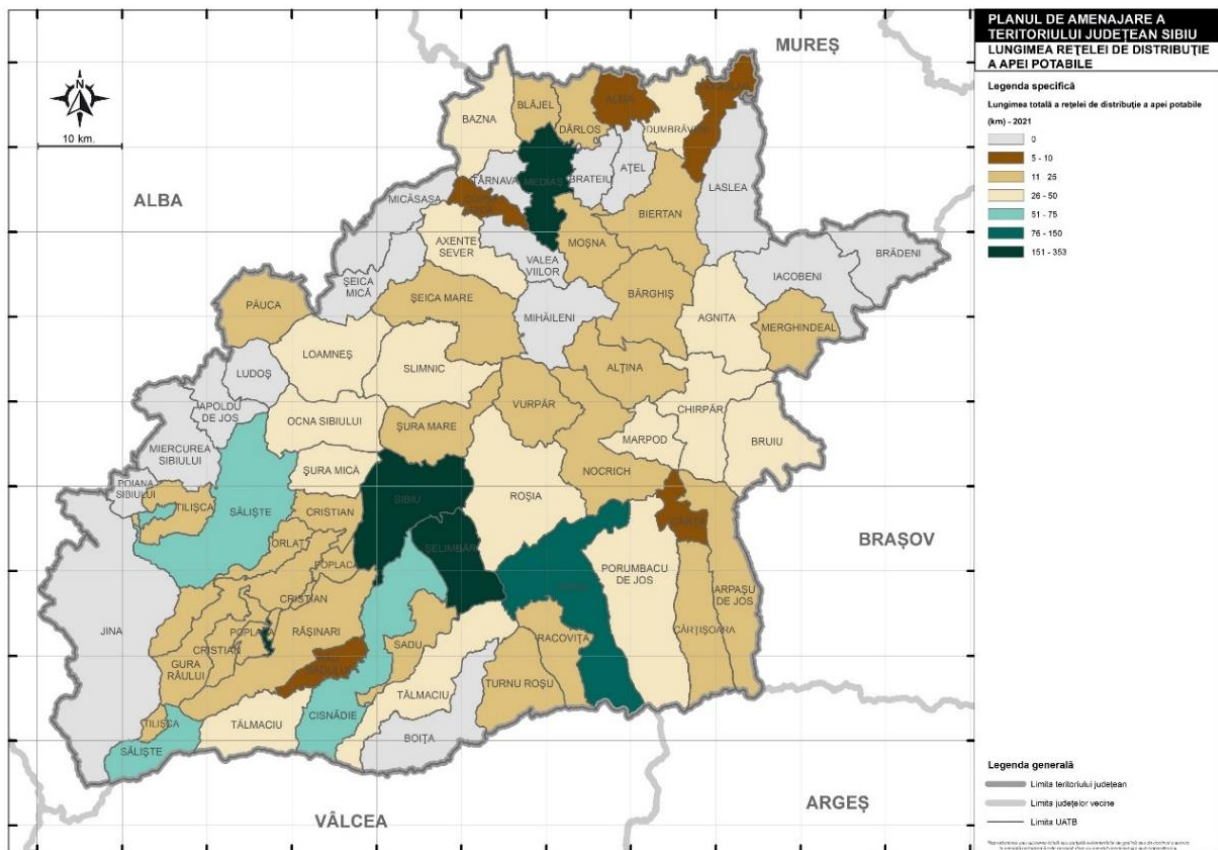 PLANUL DE AMENAJARE A
TERITORIULUI JUDEȚEAN SIBIU
LUNGIMEA REȚELEI DE DISTRIBUȚIE
A APEI POTABILE
Legenda specifică
Lungimea totală a rețelei de distribuție a apei potabile
(km) - 2021
0
5 - 10
11 - 25
26 - 50
51 - 75
76 - 150
151 - 353
N
10 km.
MUREȘ
ALBA
BRAȘOV
ARGEȘ
VÂLCEA
BAZNA
BLĂJEL
DÂRLOS
ALMA
DUMBRĂVENI
TÂRNAVA
MEDIAȘ
BRATEIU
AȚEL
LASLEA
MICĂSASA
BIERTAN
AXENTE
SEVER
MOȘNA
VALEA
VIILOR
IACOBENI
BRĂDENI
ȘEICA
MICĂ
ȘEICA MARE
BÂRGHIȘ
PĂUCA
MIHĂILENI
AGNITA
MERGHINDEAL
LOAMNEȘ
SLIMNIC
ALȚINA
LUDOȘ
APOLDU
DE JOS
OCNA SIBIULUI
ȘURA MARE
VURPĂR
CHIRPĂR
MARPOD
BRUIU
MIERCUREA
SIBIULUI
ȘURA MICĂ
NOCRICH
POIANA
SIBIULUI
TILIȘCA
SĂLIȘTE
CRISTIAN
SIBIU
ROȘIA
CÂRȚA
ORLAT
POPLACA
ȘELIMBĂR
PORUMBACU
DE JOS
ARPAȘU
DE JOS
CRISTIAN
JINA
POPLACA
RĂȘINARI
CRISTIAN
SADU
RACOVIȚA
CÂRȚIȘOARA
GURA
RÂULUI
TURNU ROȘU
TĂLMACIU
TILIȘCA
TĂLMACIU
CISNĂDIE
BOIȚA
SĂLIȘTE
Legenda generală
Limita teritoriului județean
Limita județelor vecine
Limita UATB